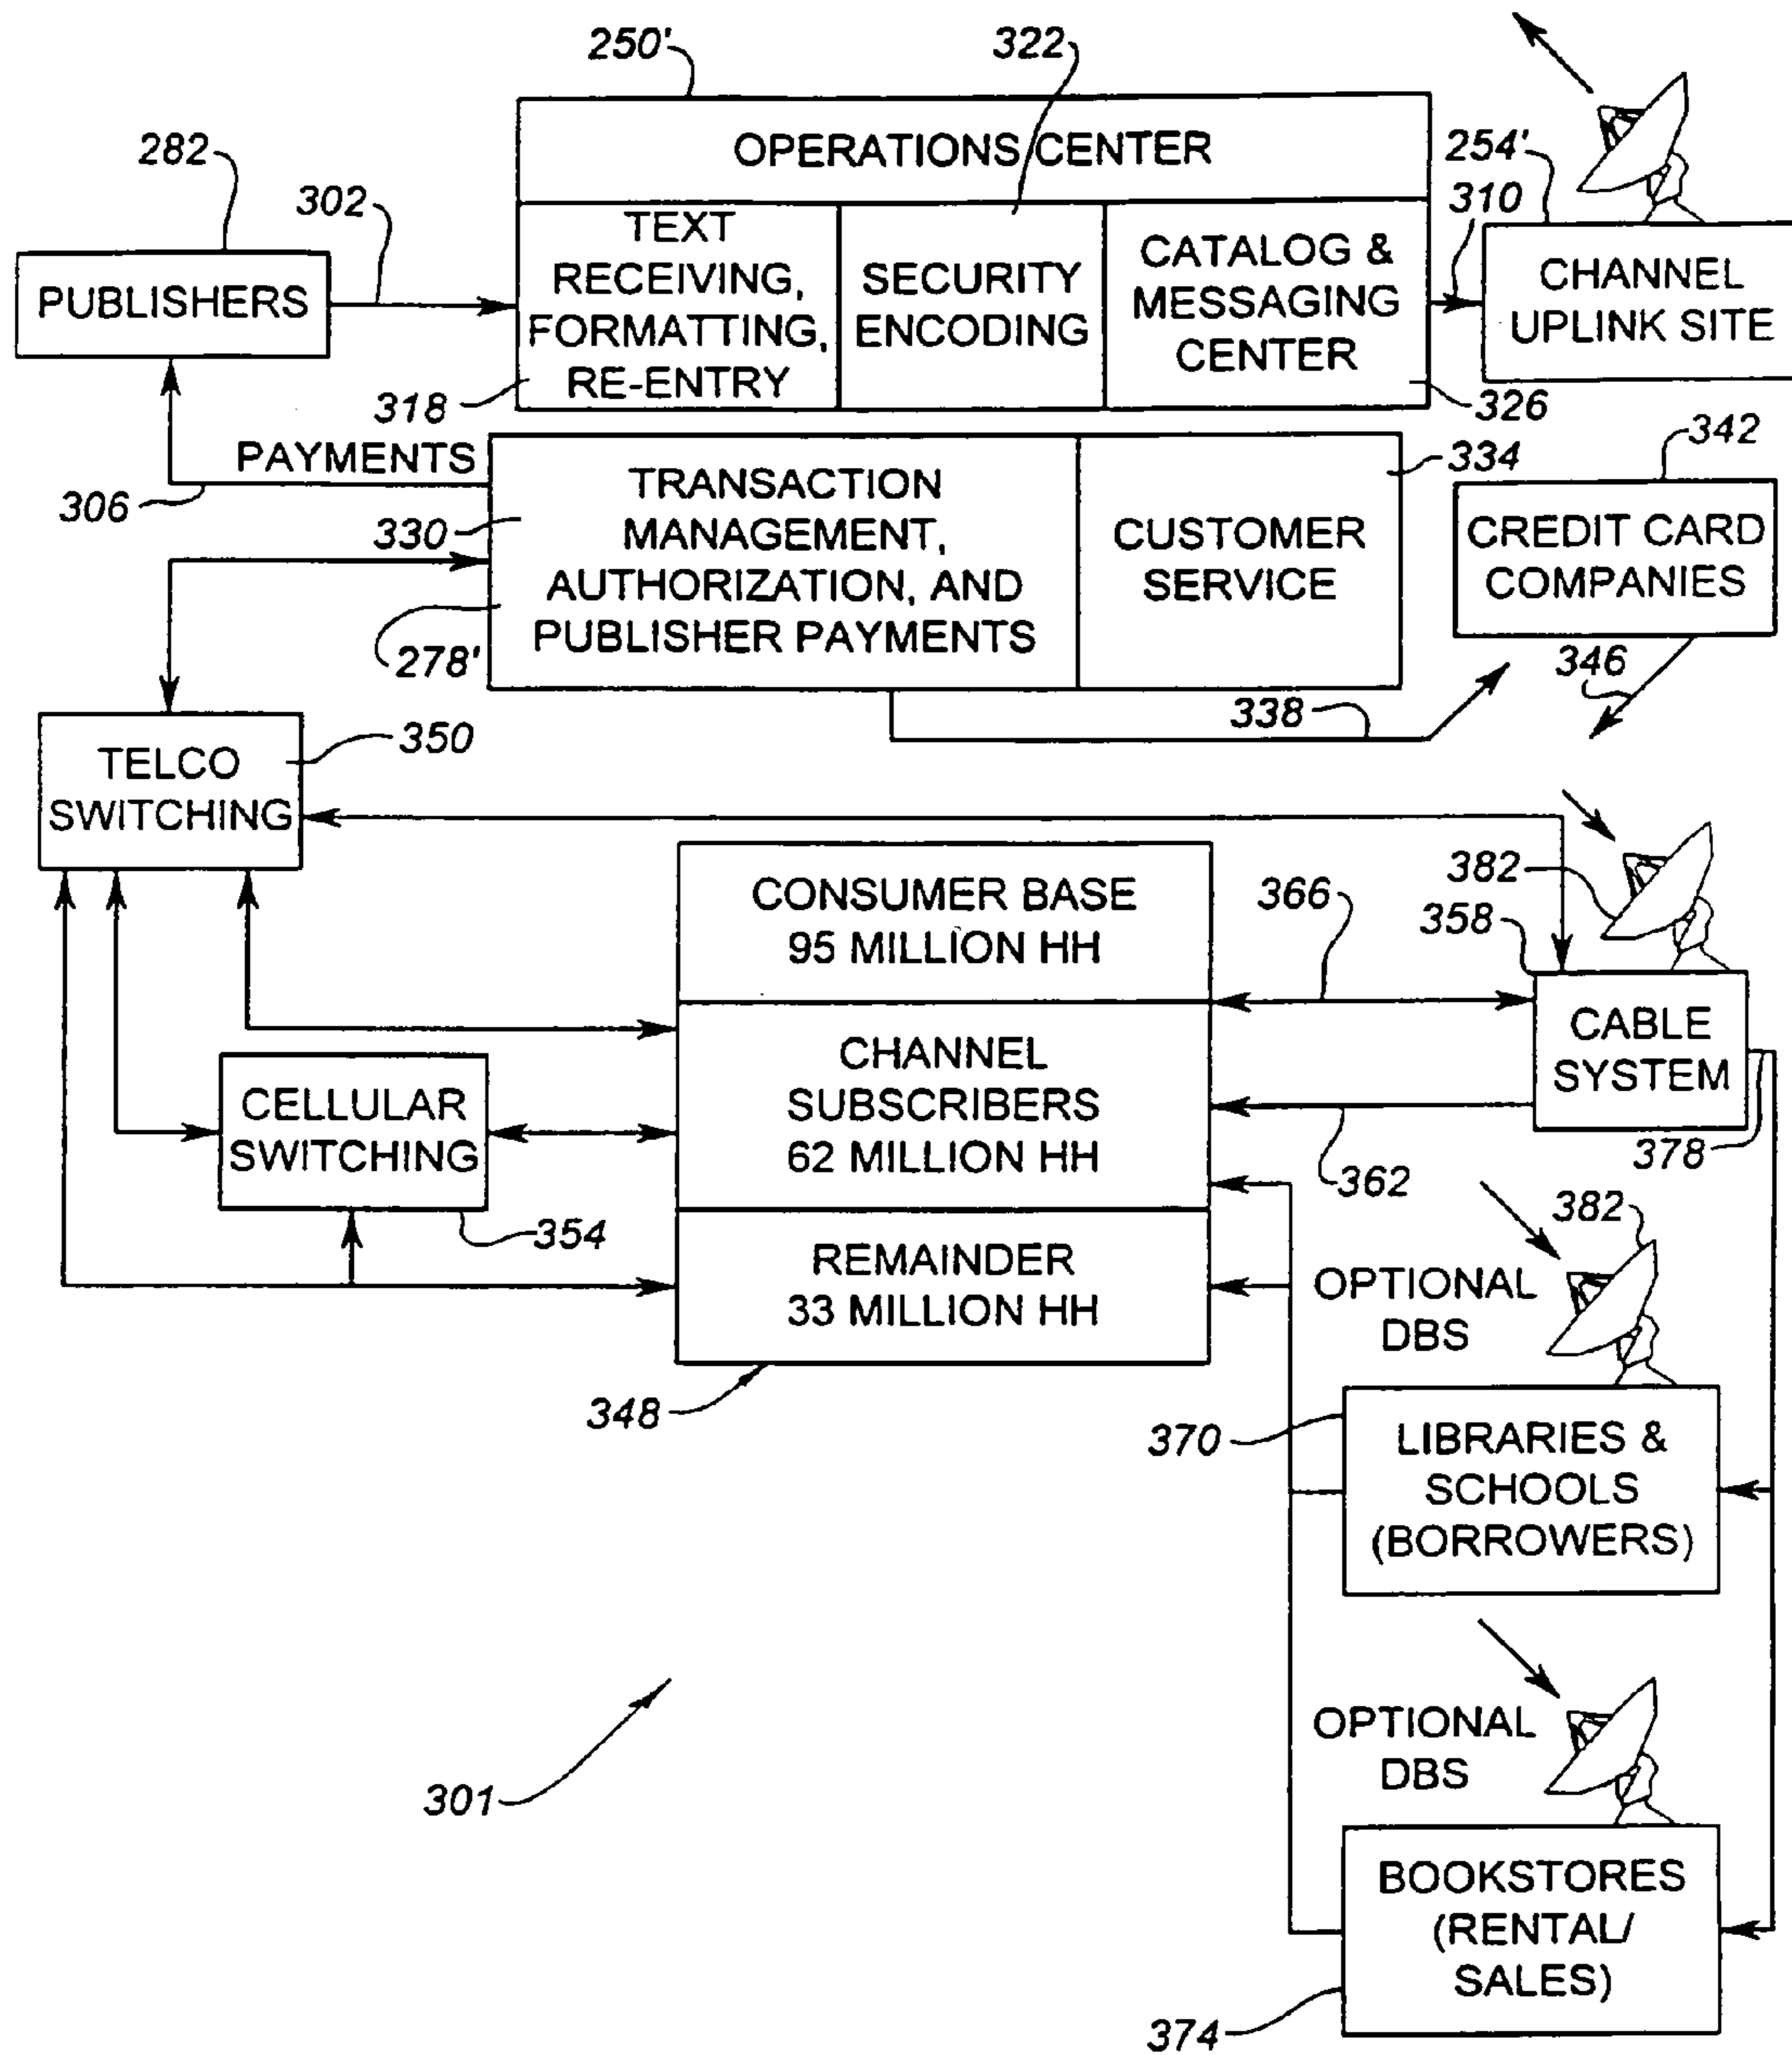 250'
322
OPERATIONS CENTER
282
302
254'
310
PUBLISHERS
TEXT
RECEIVING,
FORMATTING,
RE-ENTRY
318
SECURITY
ENCODING
CATALOG &
MESSAGING
CENTER
326
CHANNEL
UPLINK SITE
PAYMENTS
306
330
TRANSACTION
MANAGEMENT,
AUTHORIZATION, AND
PUBLISHER PAYMENTS
278'
334
CUSTOMER
SERVICE
342
CREDIT CARD
COMPANIES
346
338
350
TELCO
SWITCHING
CONSUMER BASE
95 MILLION HH
366
382
358
CABLE
SYSTEM
378
CHANNEL
SUBSCRIBERS
62 MILLION HH
362
CELLULAR
SWITCHING
354
REMAINDER
33 MILLION HH
348
382
OPTIONAL
DBS
370
LIBRARIES &
SCHOOLS
(BORROWERS)
301
OPTIONAL
DBS
BOOKSTORES
(RENTAL/
SALES)
374